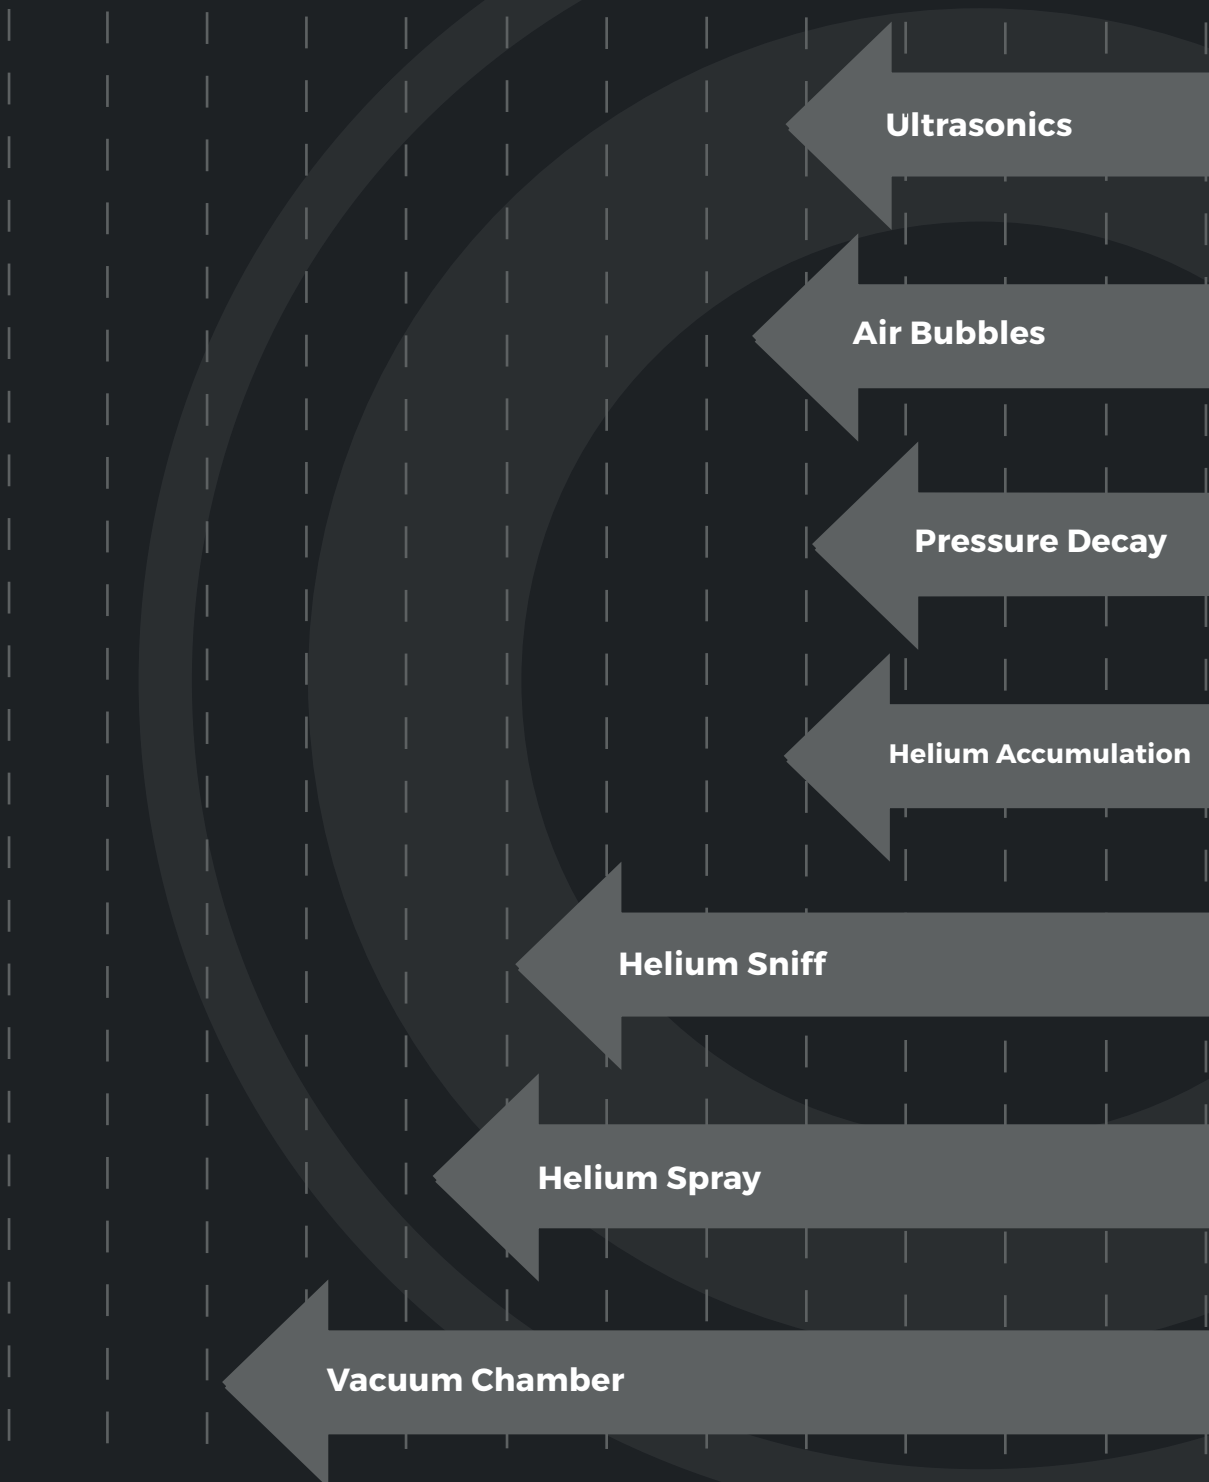 Ultrasonics
Air Bubbles
Pressure Decay
Helium Accumulation
Helium Sniff
Helium Spray
Vacuum Chamber